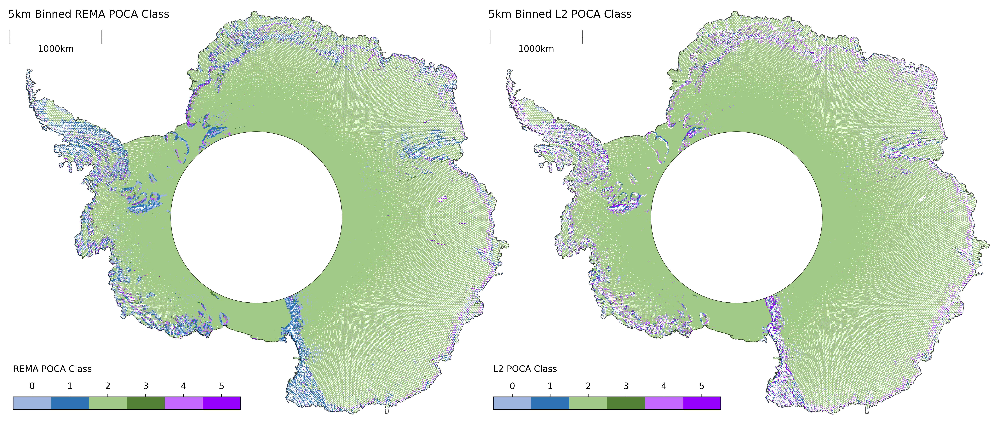 5km Binned REMA POCA Class
1000km
REMA POCA Class
0 1 2 3 4 5
5km Binned L2 POCA Class
1000km
L2 POCA Class
0 1 2 3 4 5